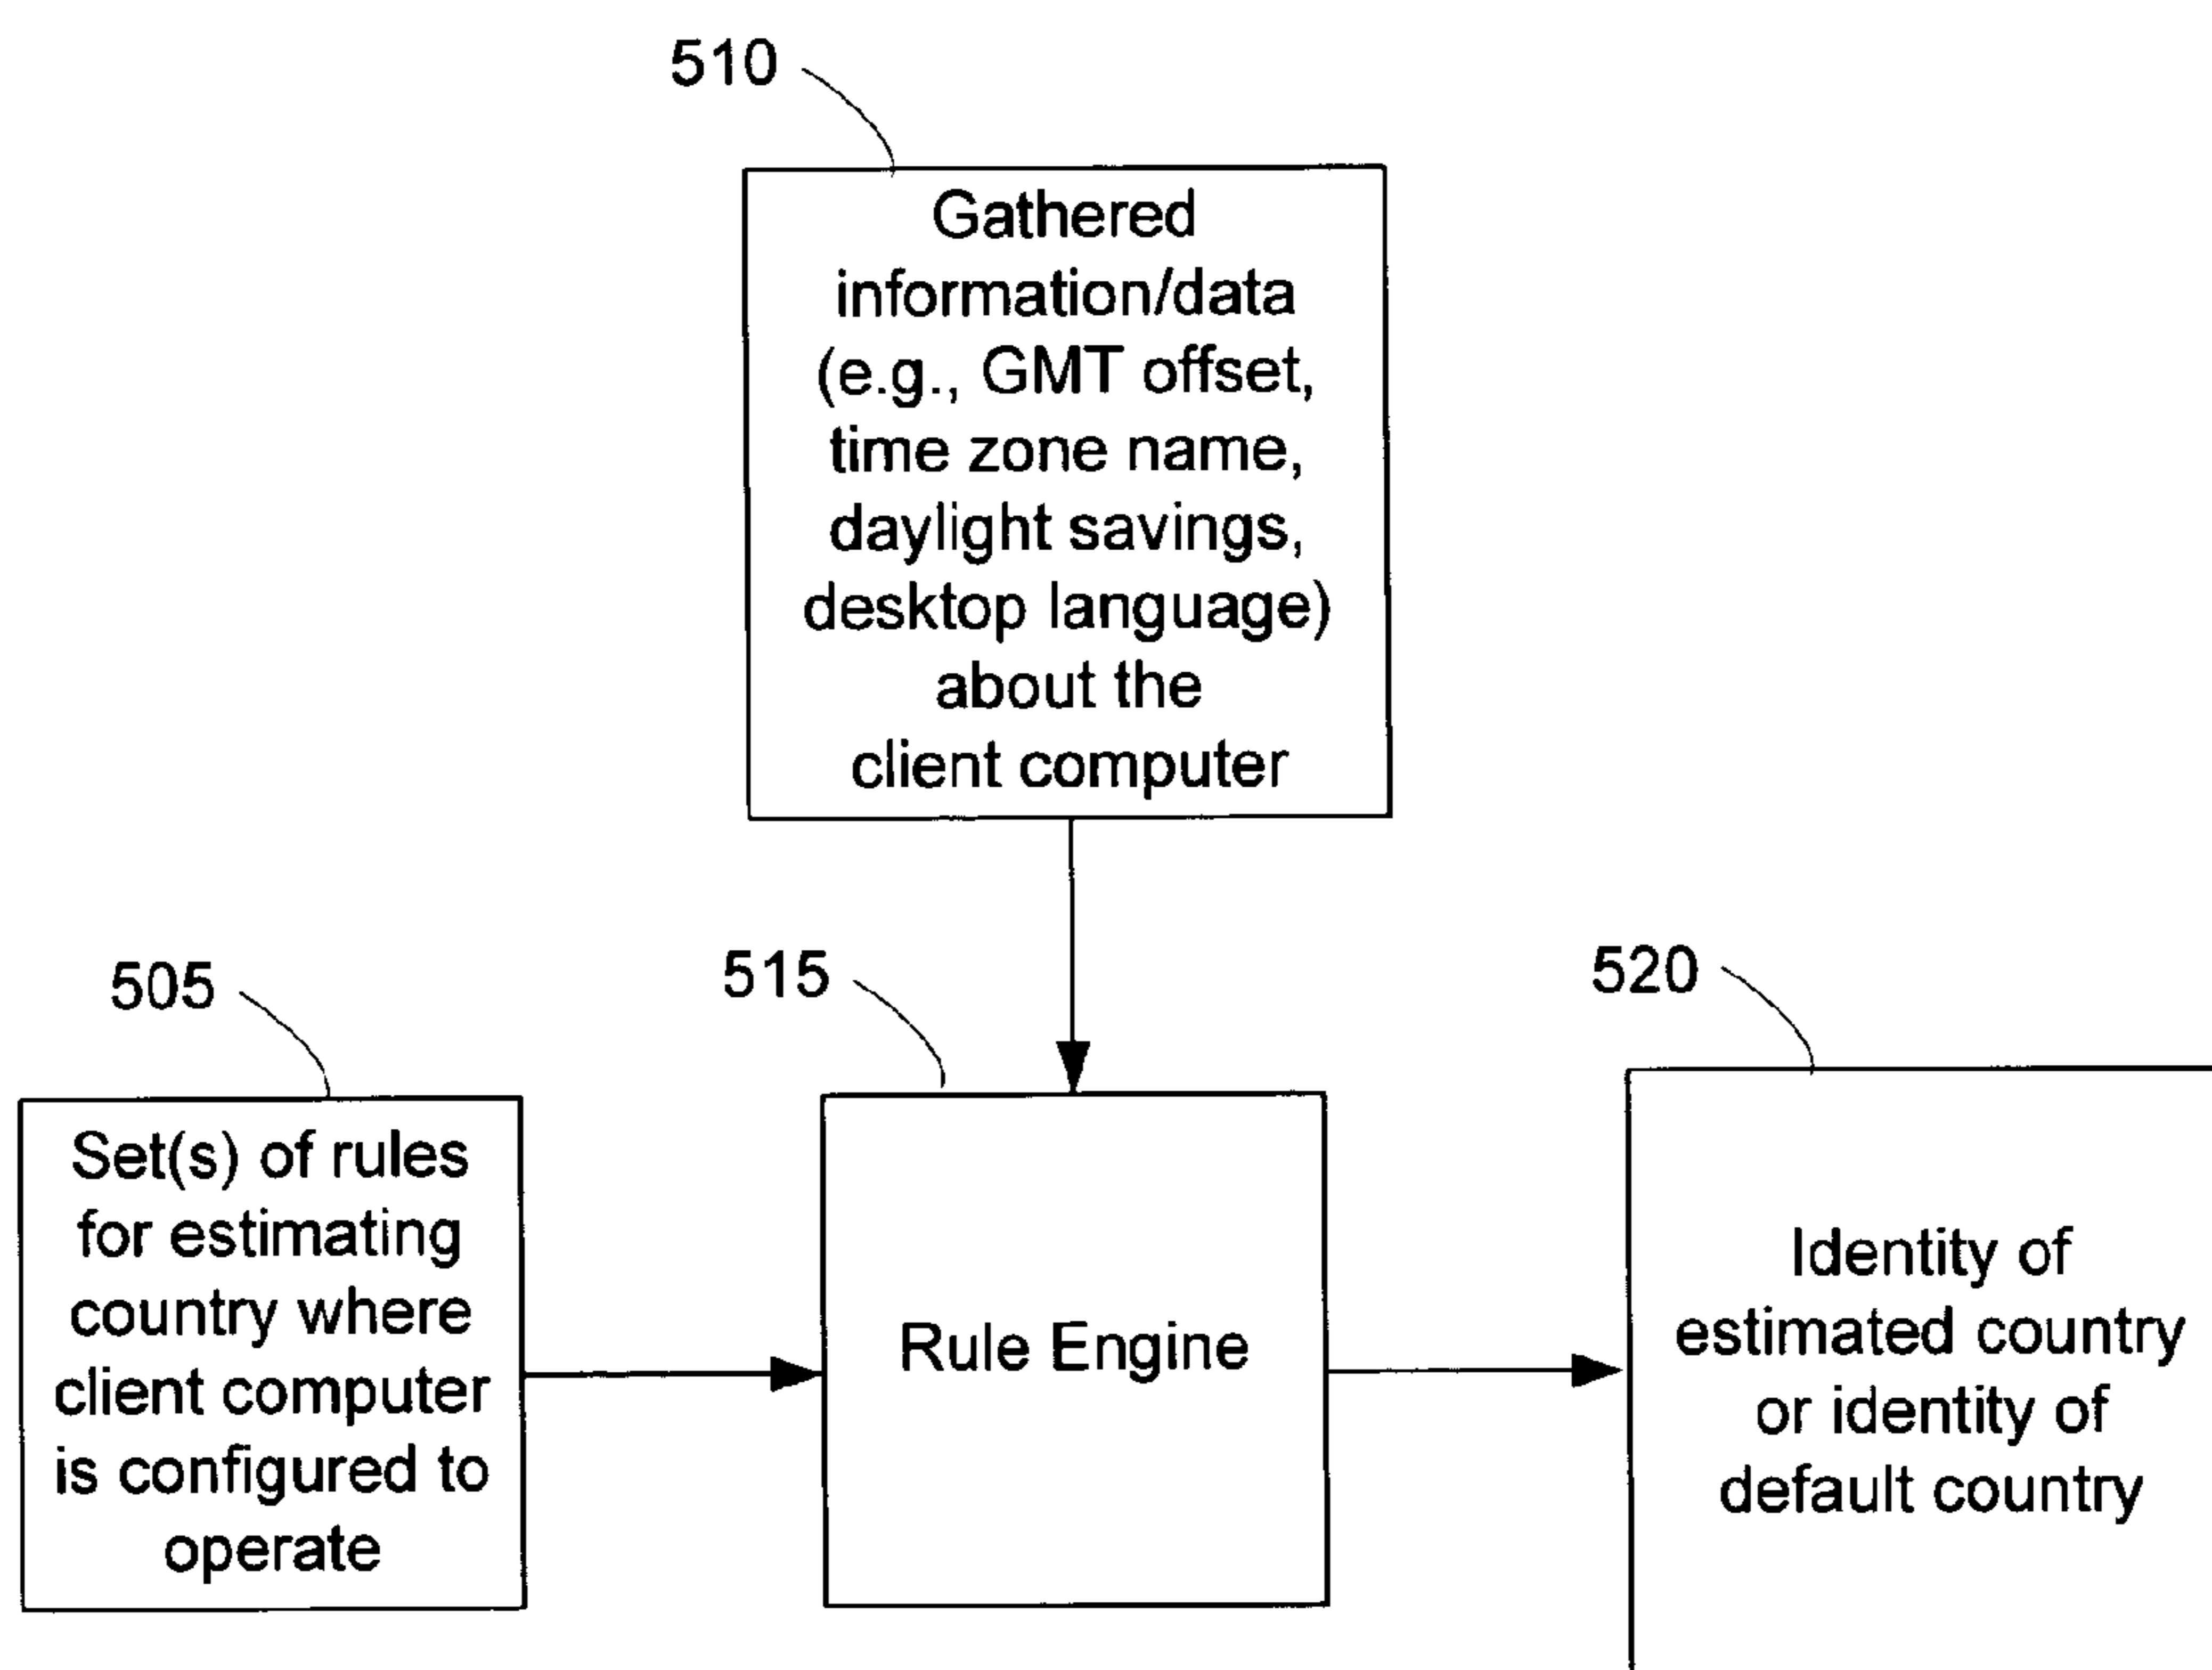 510
Gathered
information/data
(e.g., GMT offset,
time zone name,
daylight savings,
desktop language)
about the
client computer
505
Set(s) of rules
for estimating
country where
client computer
is configured to
operate
515
Rule Engine
520
Identity of
estimated country
or identity of
default country